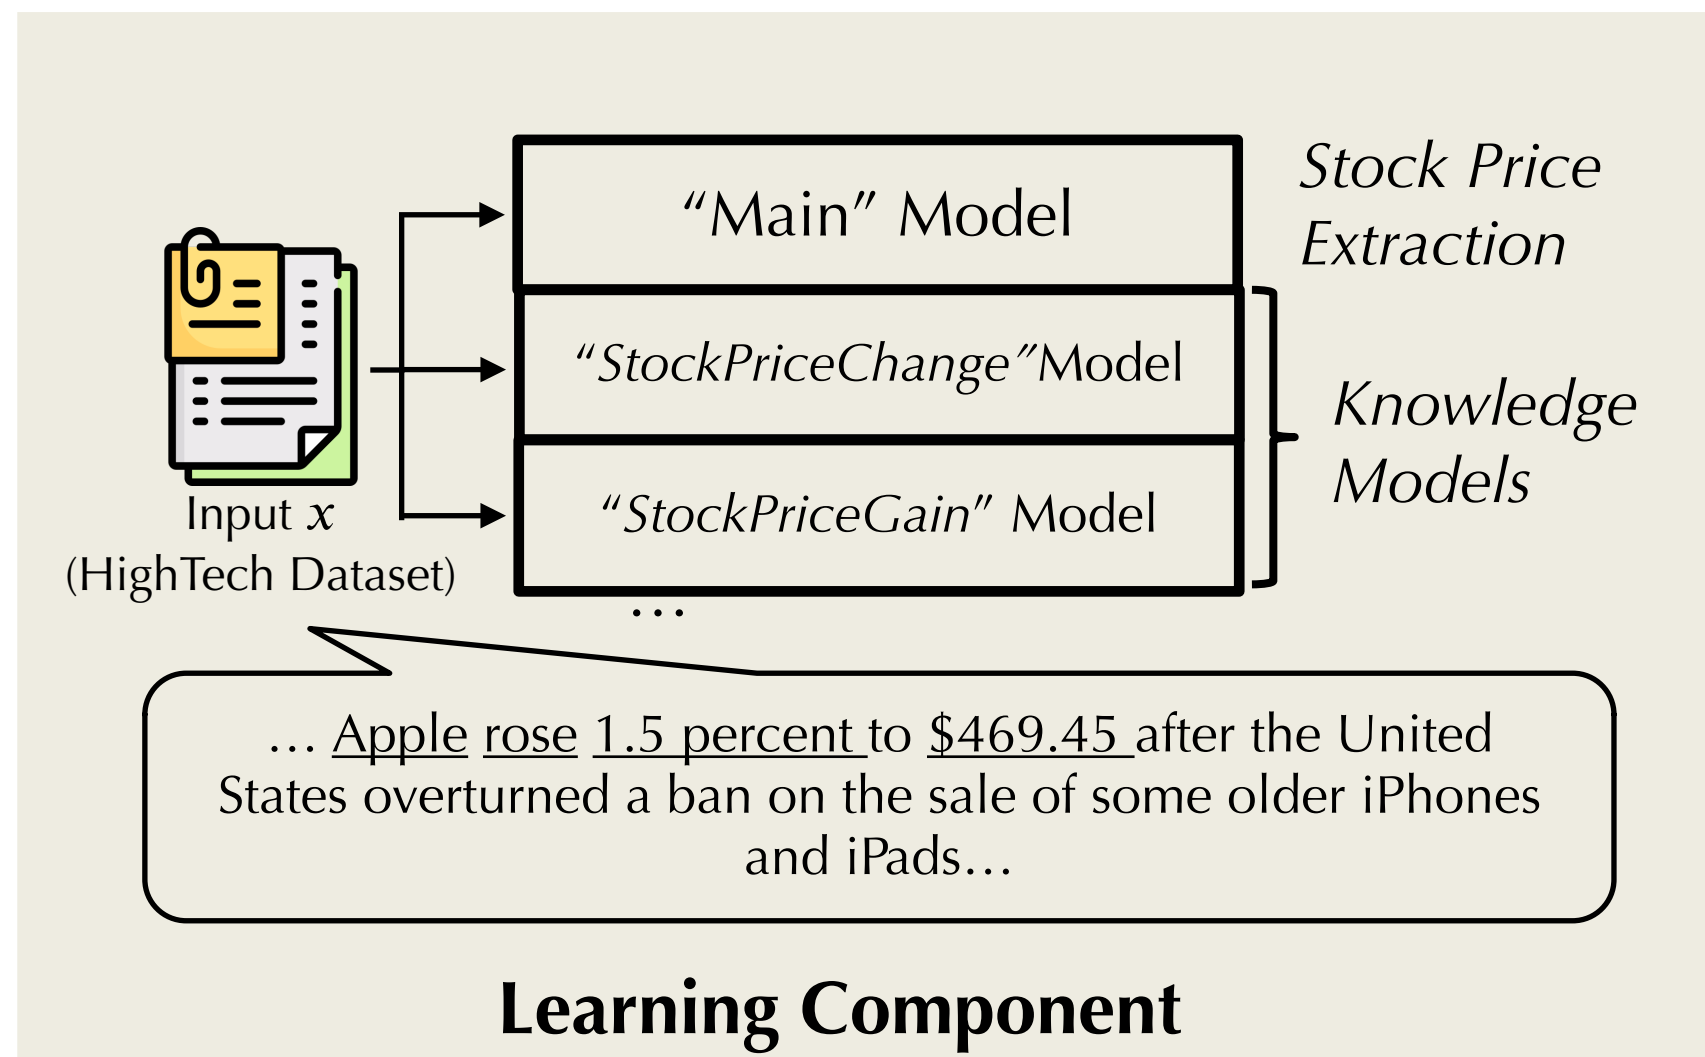 “Main” Model
Stock Price
Extraction
“StockPriceChange”Model
“StockPriceGain” Model
Knowledge
Models
Input x
(HighTech Dataset)
…
… Apple rose 1.5 percent to $469.45 after the United
States overturned a ban on the sale of some older iPhones
and iPads…
Learning Component